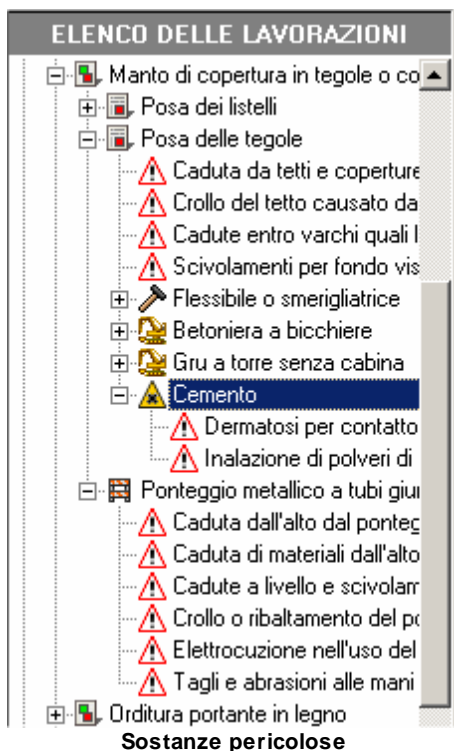 ELENCO DELLE LAVORAZIONI
Manto di copertura in tegole o co
Posa dei listelli
Posa delle tegole
Caduta da tetti e coperture
Crollo del tetto causato da
Cadute entro varchi quali l
Scivolamenti per fondo vis
Flessibile o smerigliatrice
Betoniera a bicchiere
Gru a torre senza cabina
Cemento
Dermatosi per contatto
Inalazione di polveri di
Ponteggio metallico a tubi giun
Caduta dall'alto dal ponteg
Caduta di materiali dall'alto
Cadute a livello e scivolam
Crollo o ribaltamento del po
Elettrocuzione nell'uso del
Tagli e abrasioni alle mani
Orditura portante in legno
Sostanze pericolose